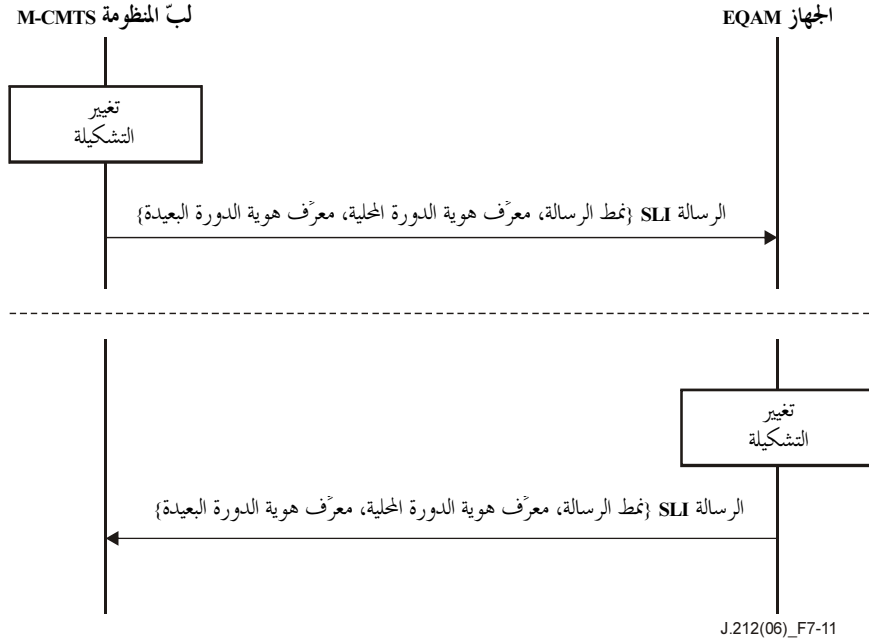 الجهاز EQAM
لبّ المنظومة M-CMTS
تغيير
التشكيلة
الرسالة SLI {نمط الرسالة، معرّف هوية الدورة المحلية، معرّف هوية الدورة البعيدة}
تغيير
التشكيلة
الرسالة SLI {نمط الرسالة، معرّف هوية الدورة المحلية، معرّف هوية الدورة البعيدة}
J.212(06)_F7-11